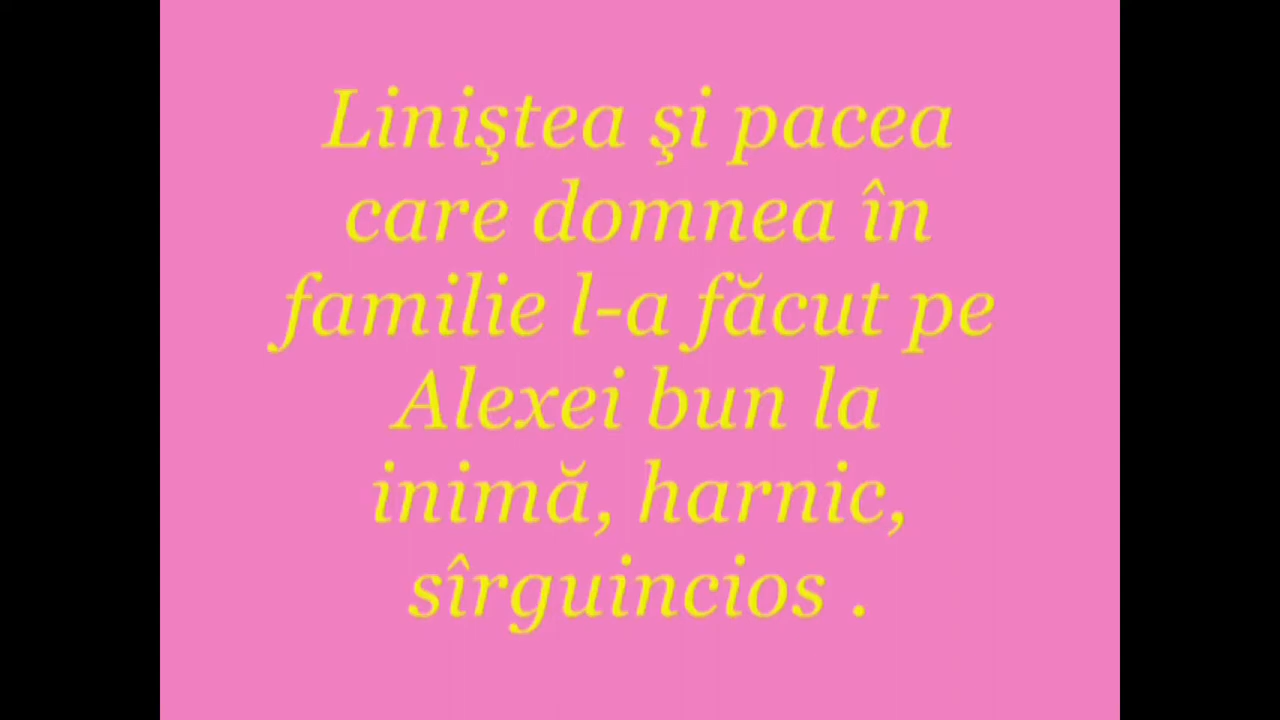 Liniştea şi pacea
care domnea în
familie l-a făcut pe
Alexei bun la
inimă, harnic,
sîrguincios .